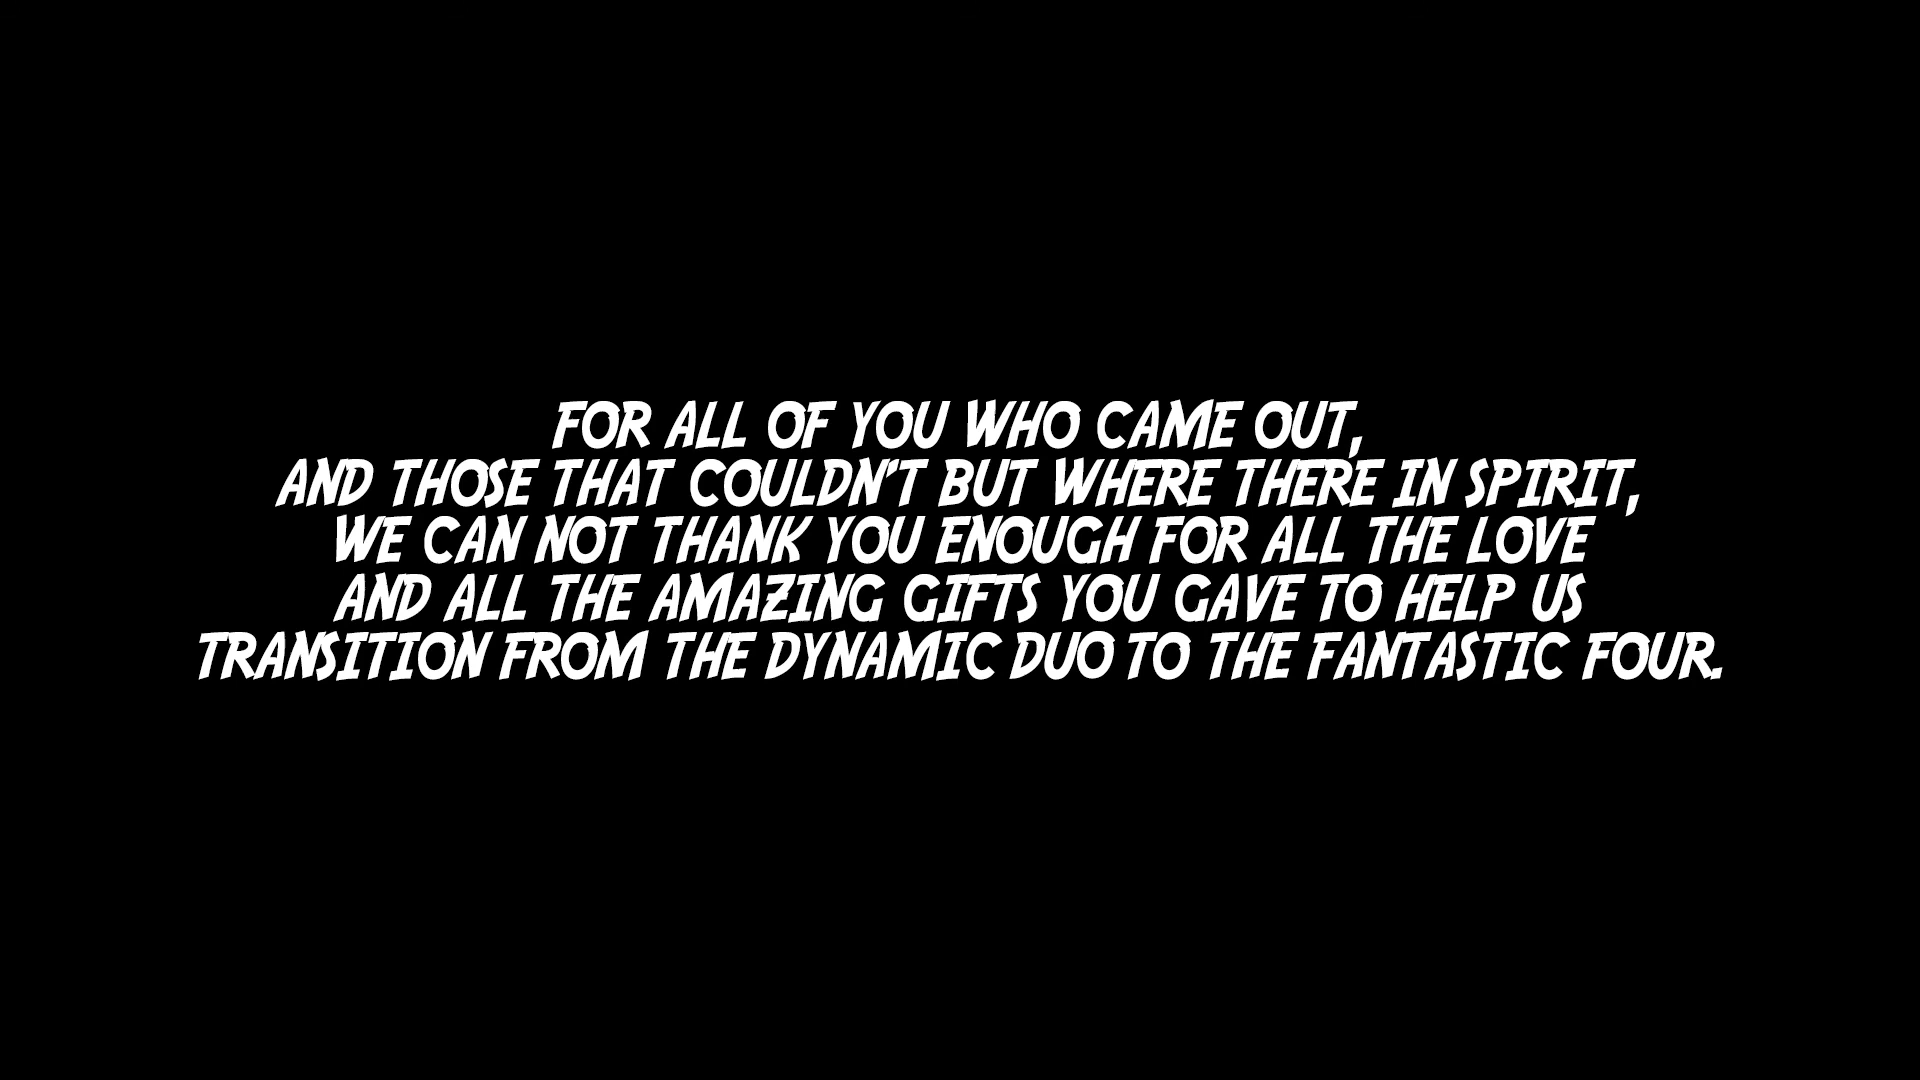 FOR ALL OF YOU WHO CAME OUT,
AND THOSE THAT COULDN'T BUT WHERE THERE IN SPIRIT,
WE CAN NOT THANK YOU ENOUGH FOR ALL THE LOVE
AND ALL THE AMAZING GIFTS YOU GAVE TO HELP US
TRANSITION FROM THE DYNAMIC DUO TO THE FANTASTIC FOUR.